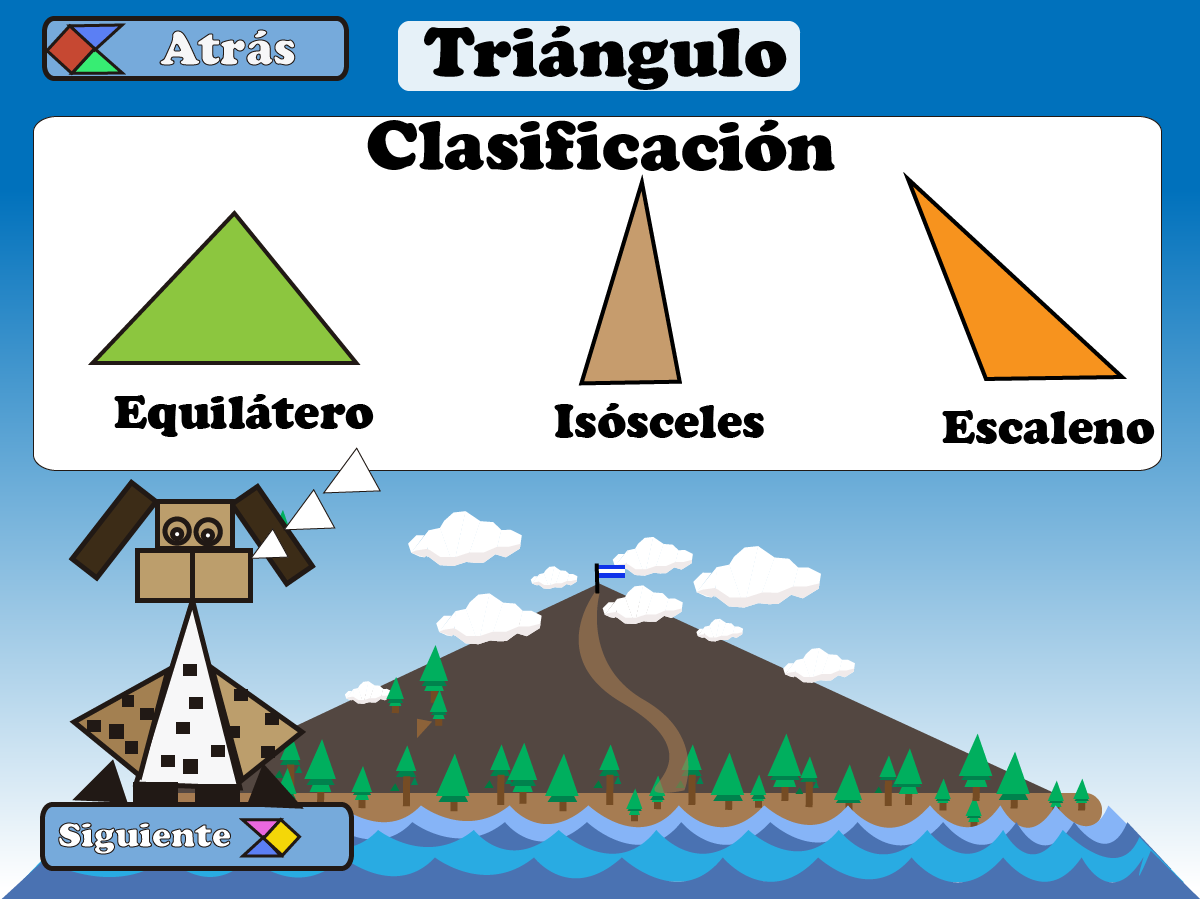 Atrás
Triángulo
Clasificación
Equilátero
Isósceles
Escaleno
Siguiente